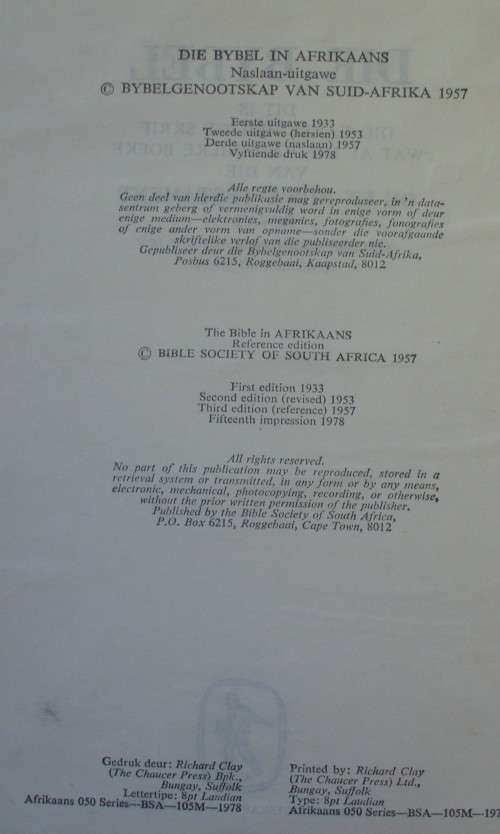 DIE BYBEL IN AFRIKAANS
Naslaan-uitgawe
© BYBELGENOOTSKAP VAN SUID-AFRIKA 1957
Eerste uitgawe 1933
Tweede uitgawe (hersien) 1953
Derde uitgawe (naslaan) 1957
Vyftiende druk 1978
Alle regte voorbehou.
Geen deel van hierdie publikasie mag gereproduseer, in 'n data-
sentrum geberg of vermenigvuldig word in enige vorm of deur
enige medium—elektronies, meganies, fotografies, fonografies
of enige ander vorm van opname—sonder die voorafgaande
skriftelike verlof van die publiseerder nie.
Gepubliseer deur die Bybelgenootskap van Suid-Afrika,
Posbus 6215, Roggebaai, Kaapstad, 8012
The Bible in AFRIKAANS
Reference edition
© BIBLE SOCIETY OF SOUTH AFRICA 1957
First edition 1933
Second edition (revised) 1953
Third edition (reference) 1957
Fifteenth impression 1978
All rights reserved.
No part of this publication may be reproduced, stored in a
retrieval system or transmitted, in any form or by any means,
electronic, mechanical, photocopying, recording, or otherwise,
without the prior written permission of the publisher.
Published by the Bible Society of South Africa,
P.O. Box 6215, Roggebaai, Cape Town, 8012
Gedruk deur: Richard Clay
(The Chaucer Press) Bpk.,
Bungay, Suffolk
Lettertipe: 8pt Laudian
Afrikaans 050 Series—BSA—105M—1978
Printed by: Richard Clay
(The Chaucer Press) Ltd.,
Bungay, Suffolk
Type: 8pt Laudian
Afrikaans 050 Series—BSA—105M—197